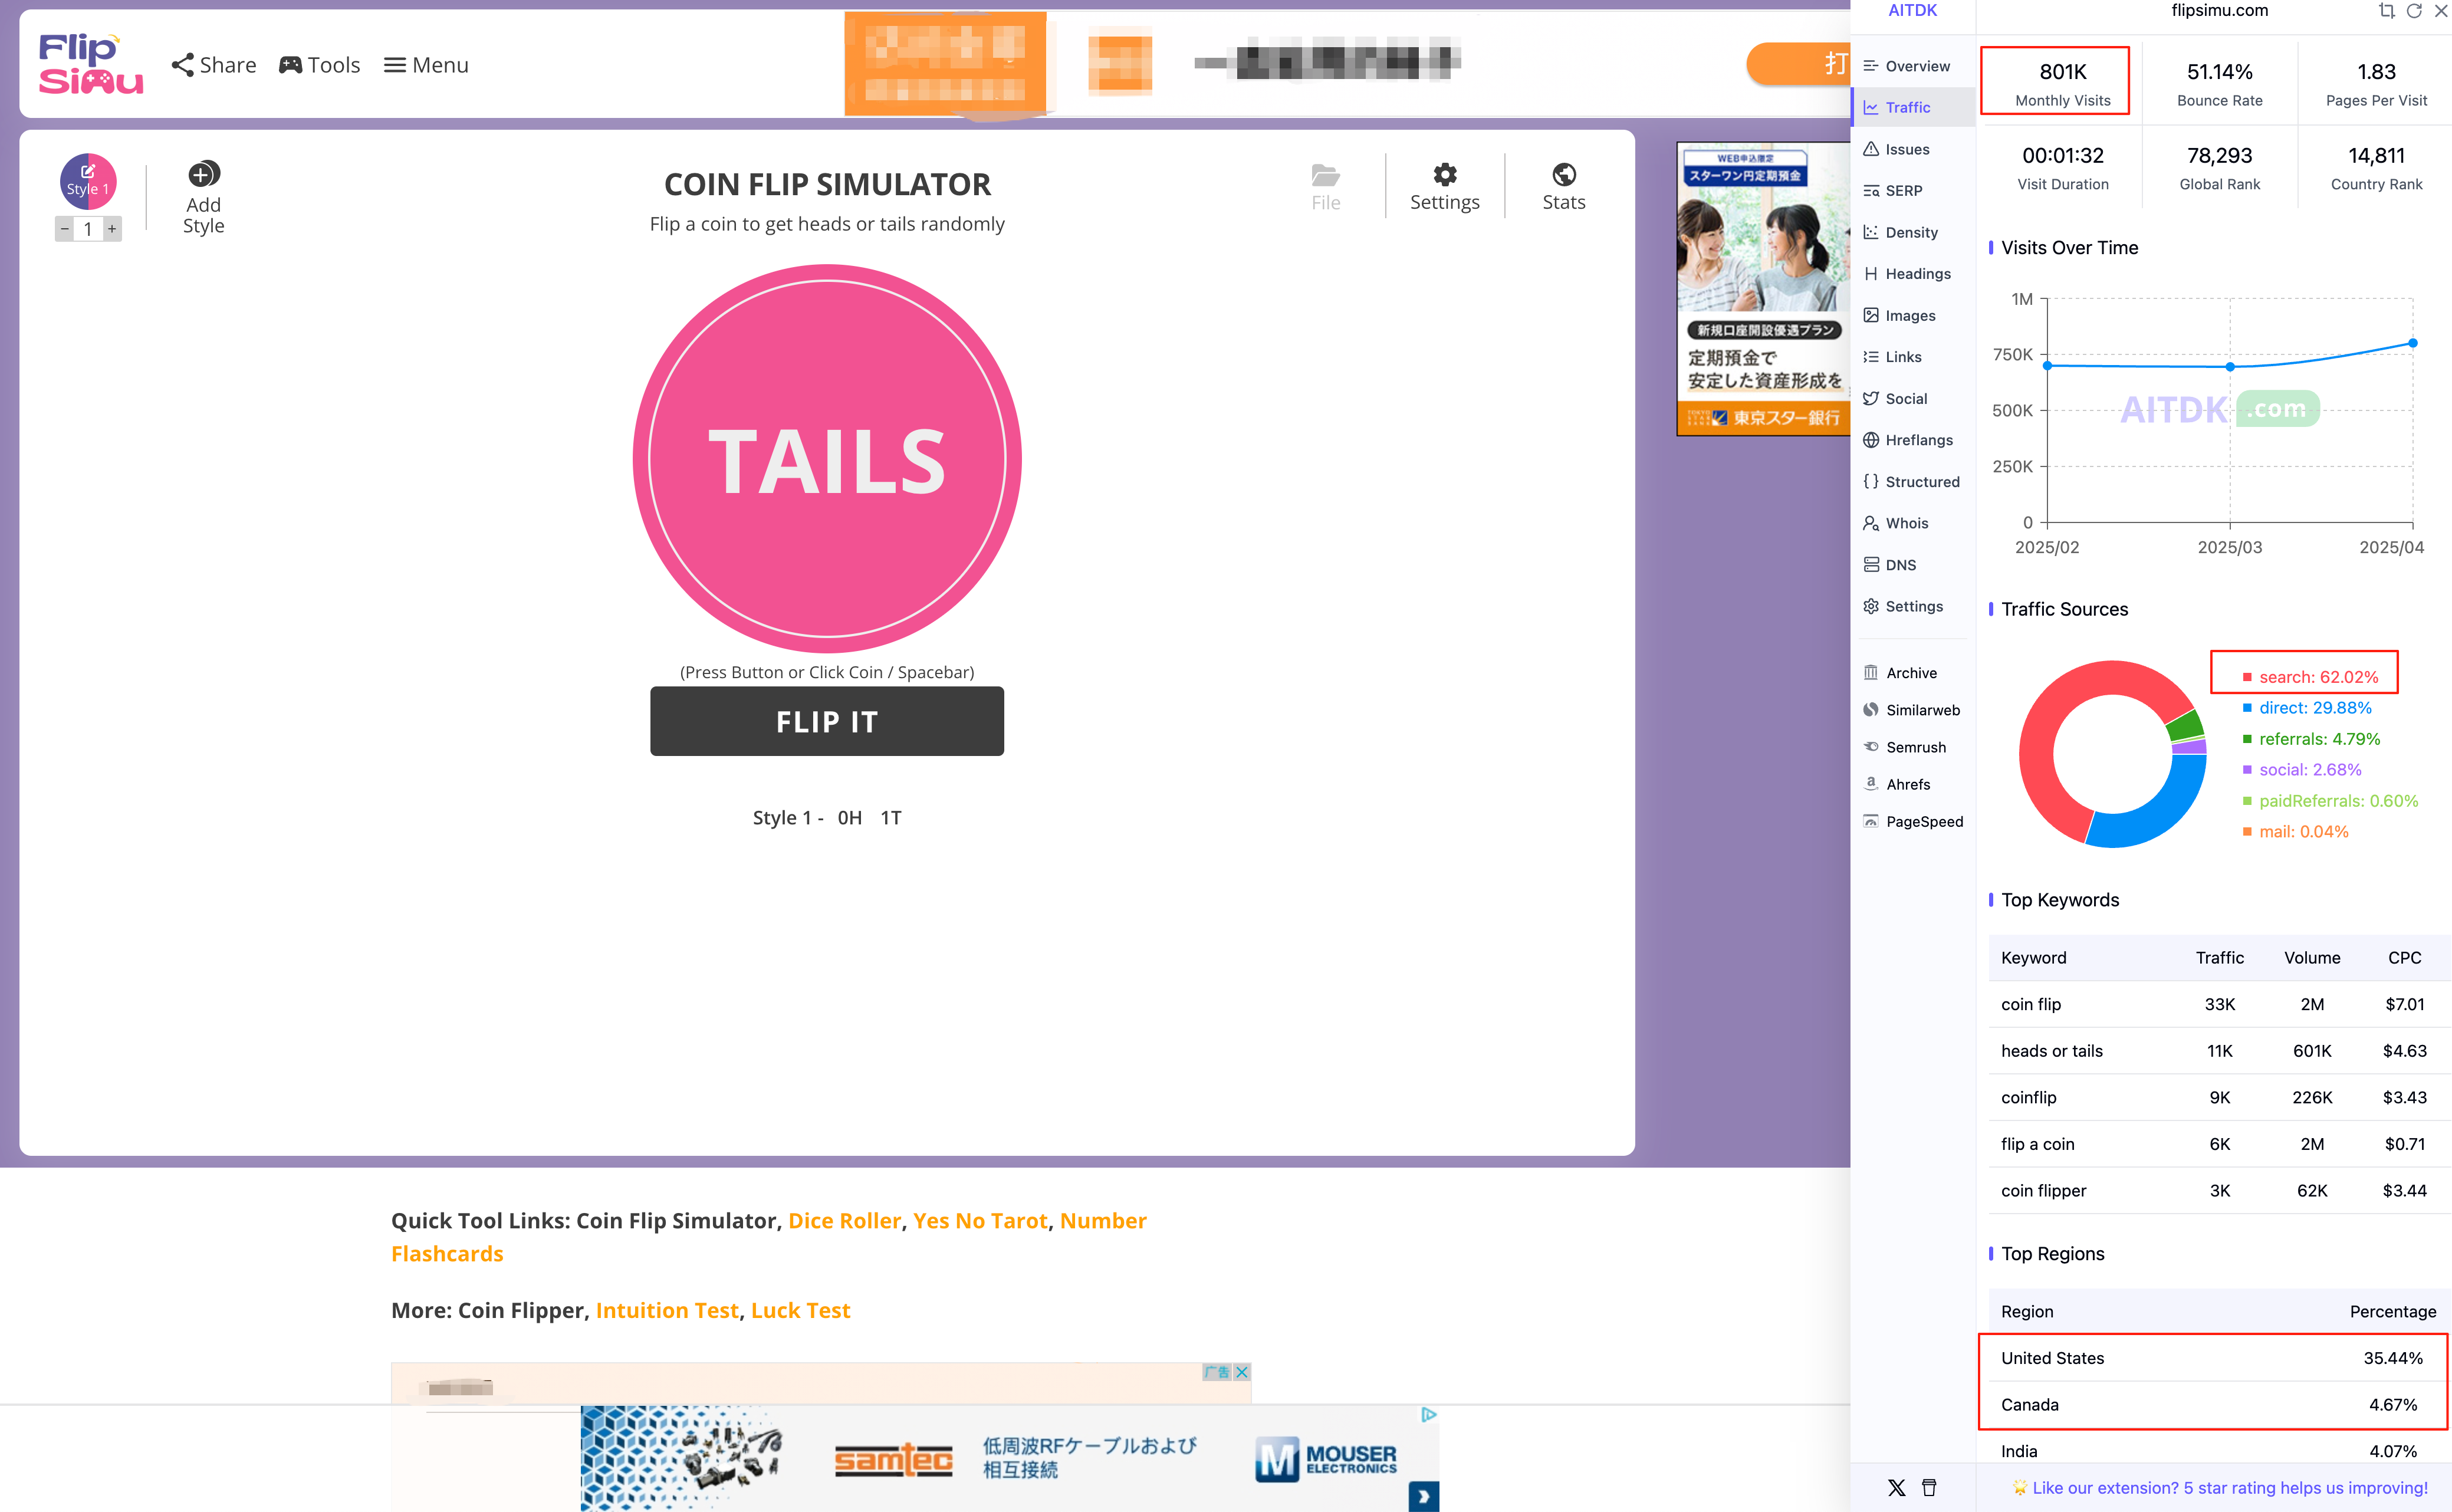 Flip
SiMu
Share
Tools
Menu
打
Style 1
1
Add
Style
COIN FLIP SIMULATOR
Flip a coin to get heads or tails randomly
File
Settings
Stats
TAILS
(Press Button or Click Coin / Spacebar)
FLIP IT
Style 1 - 0H 1T
WEB申込限定
スターワン円定期預金
新規口座開設優遇プラン
定期預金で
安定した資産形成を
東京スター銀行
Quick Tool Links: Coin Flip Simulator, Dice Roller, Yes No Tarot, Number
Flashcards
More: Coin Flipper, Intuition Test, Luck Test
广告
samtec
低周波RFケーブルおよび
相互接続
M MOUSER
ELECTRONICS
AITDK
flipsimu.com
Overview
Traffic
Issues
SERP
Density
Headings
Images
Links
Social
Hreflangs
Structured
Whois
DNS
Settings
Archive
Similarweb
Semrush
Ahrefs
PageSpeed
801K
Monthly Visits
51.14%
Bounce Rate
1.83
Pages Per Visit
00:01:32
Visit Duration
78,293
Global Rank
14,811
Country Rank
Visits Over Time
1M
750K
500K
250K
0
2025/02
2025/03
2025/04
AITDK .com
Traffic Sources
search: 62.02%
direct: 29.88%
referrals: 4.79%
social: 2.68%
paidReferrals: 0.60%
mail: 0.04%
Top Keywords
Keyword Traffic Volume CPC
coin flip 33K 2M $7.01
heads or tails 11K 601K $4.63
coinflip 9K 226K $3.43
flip a coin 6K 2M $0.71
coin flipper 3K 62K $3.44
Top Regions
Region Percentage
United States 35.44%
Canada 4.67%
India 4.07%
🌟 Like our extension? 5 star rating helps us improving!